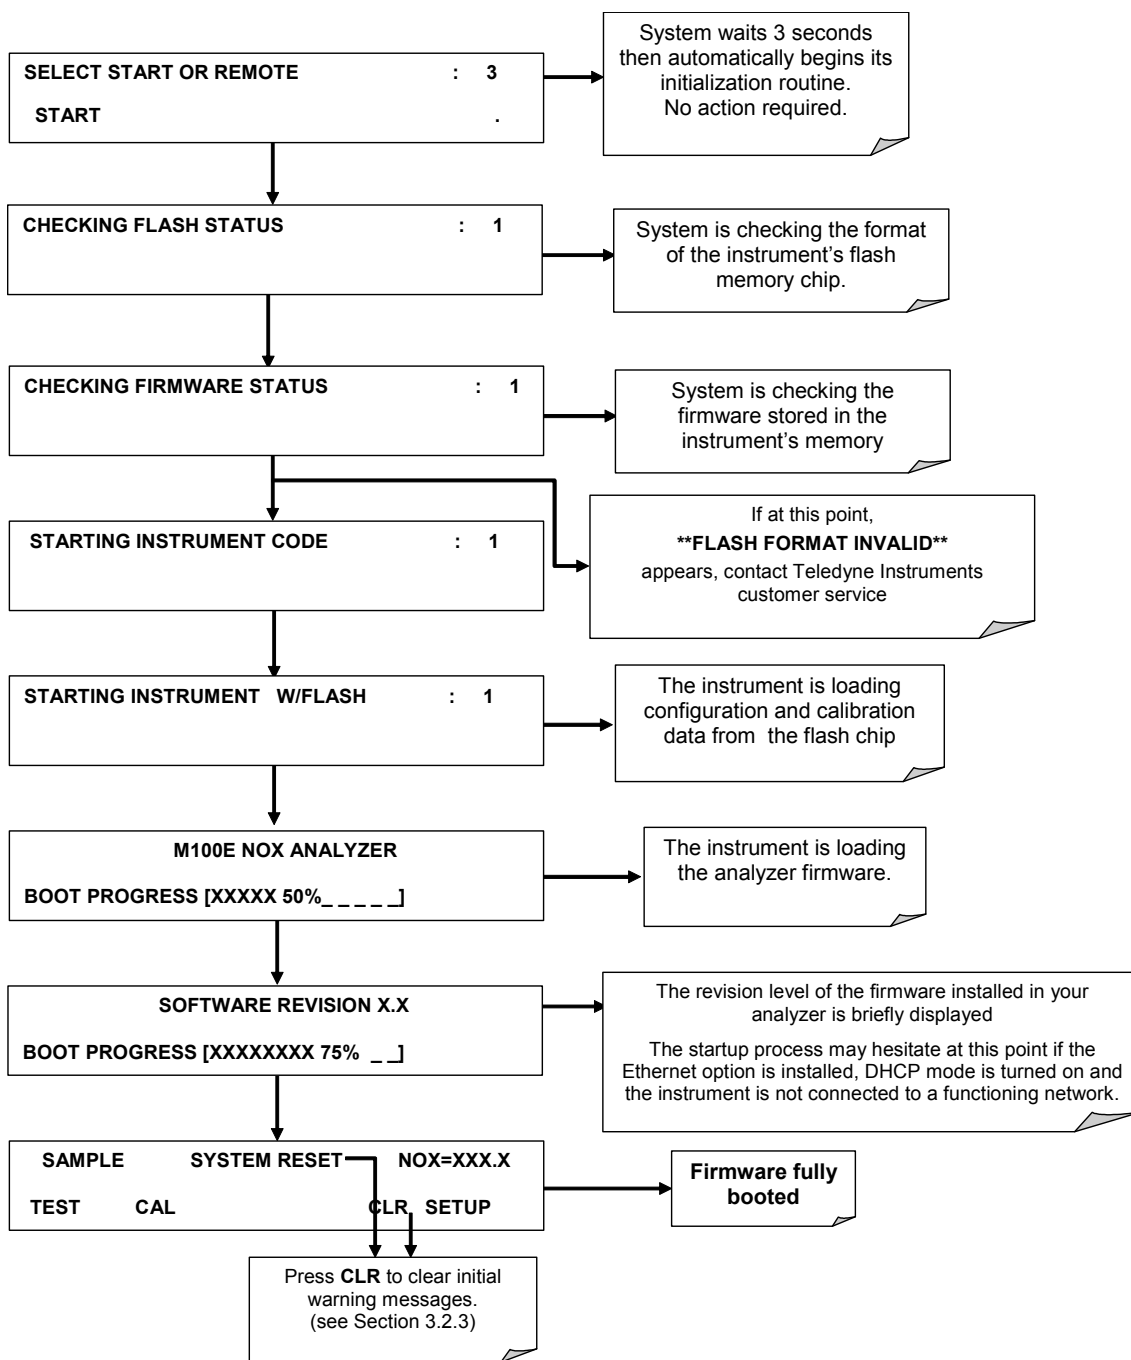 SELECT START OR REMOTE : 3
START .
System waits 3 seconds
then automatically begins its
initialization routine.
No action required.
CHECKING FLASH STATUS : 1
System is checking the format
of the instrument's flash
memory chip.
CHECKING FIRMWARE STATUS : 1
System is checking the
firmware stored in the
instrument's memory
STARTING INSTRUMENT CODE : 1
If at this point,
**FLASH FORMAT INVALID**
appears, contact Teledyne Instruments
customer service
STARTING INSTRUMENT W/FLASH : 1
The instrument is loading
configuration and calibration
data from the flash chip
M100E NOX ANALYZER
BOOT PROGRESS [XXXXX 50%_ _ _ _ _]
The instrument is loading
the analyzer firmware.
SOFTWARE REVISION X.X
BOOT PROGRESS [XXXXXXXX 75% _ _]
The revision level of the firmware installed in your
analyzer is briefly displayed
The startup process may hesitate at this point if the
Ethernet option is installed, DHCP mode is turned on and
the instrument is not connected to a functioning network.
SAMPLE SYSTEM RESET NOX=XXX.X
TEST CAL CLR SETUP
Firmware fully
booted
Press CLR to clear initial
warning messages.
(see Section 3.2.3)